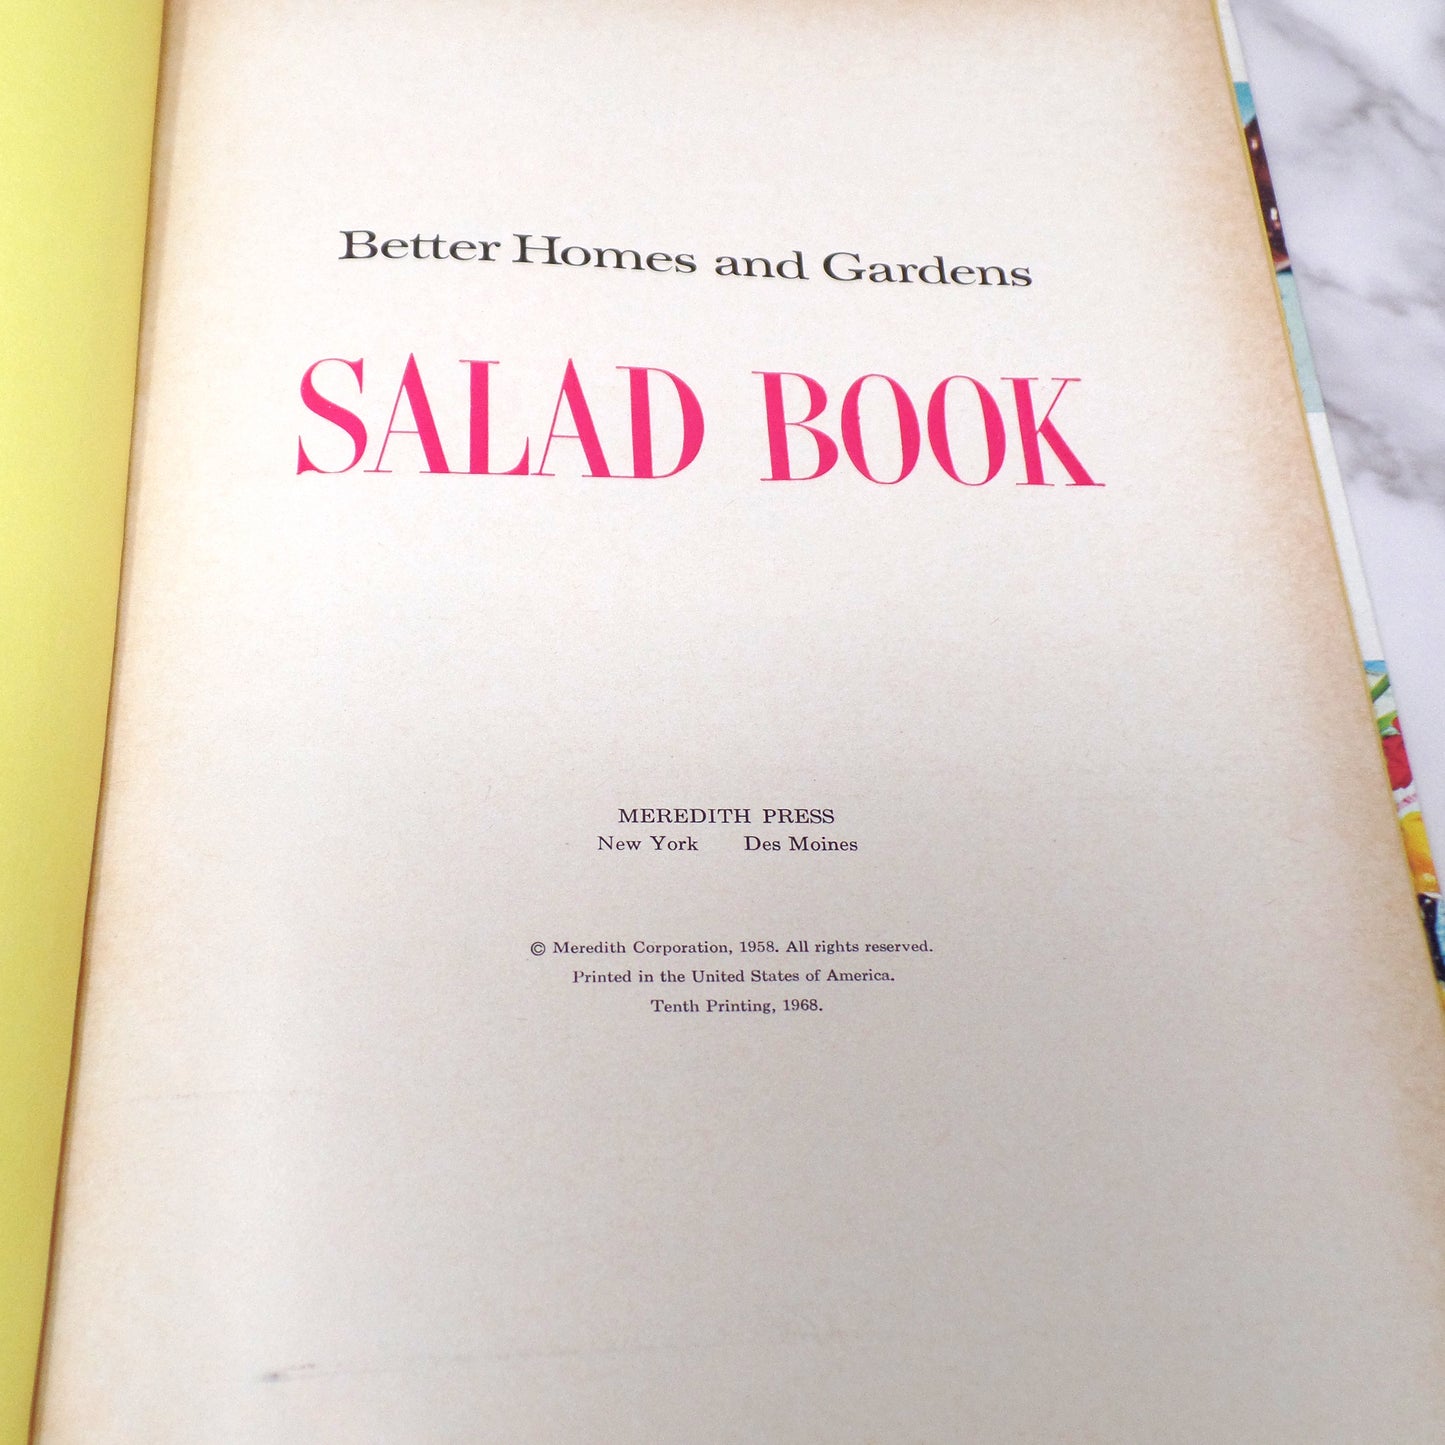 Better Homes and Gardens
SALAD BOOK
MEREDITH PRESS
New York Des Moines
© Meredith Corporation, 1958. All rights reserved.
Printed in the United States of America.
Tenth Printing, 1968.